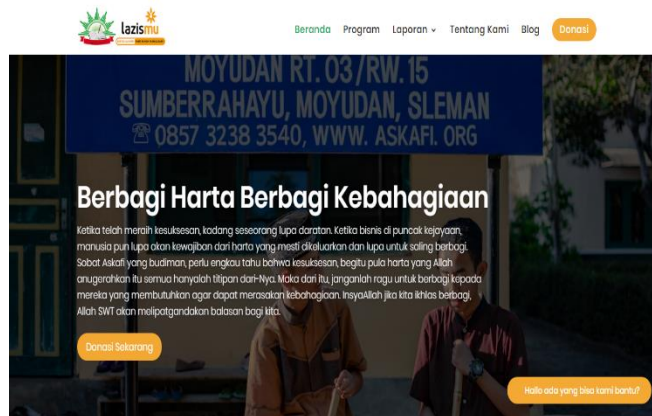 lazismu
Beranda Program Laporan Tentang Kami Blog Donasi
MOYUDAN RT. 03/RW. 15
SUMBERRAHAYU, MOYUDAN, SLEMAN
☎ 0857 3238 3540, WWW. ASKAFI. ORG
Berbagi Harta Berbagi Kebahagiaan
Ketika telah meraih kesuksesan, kadang seseorang lupa daratan. Ketika bisnis di puncak kejayaan,
manusia pun lupa akan kewajiban dari harta yang mesti dikeluarkan dan lupa untuk saling berbagi.
Sobat Askafi yang budiman, perlu engkau tahu bahwa kesuksesan, begitu pula harta yang Allah
anugerahkan itu semua hanyalah titipan dari-Nya. Maka dari itu, janganlah ragu untuk berbagi kepada
mereka yang membutuhkan agar dapat merasakan kebahagiaan. InsyaAllah jika kita ikhlas berbagi,
Allah SWT akan melipatgandakan balasan bagi kita.
Donasi Sekarang
Hallo ada yang bisa kami bantu?